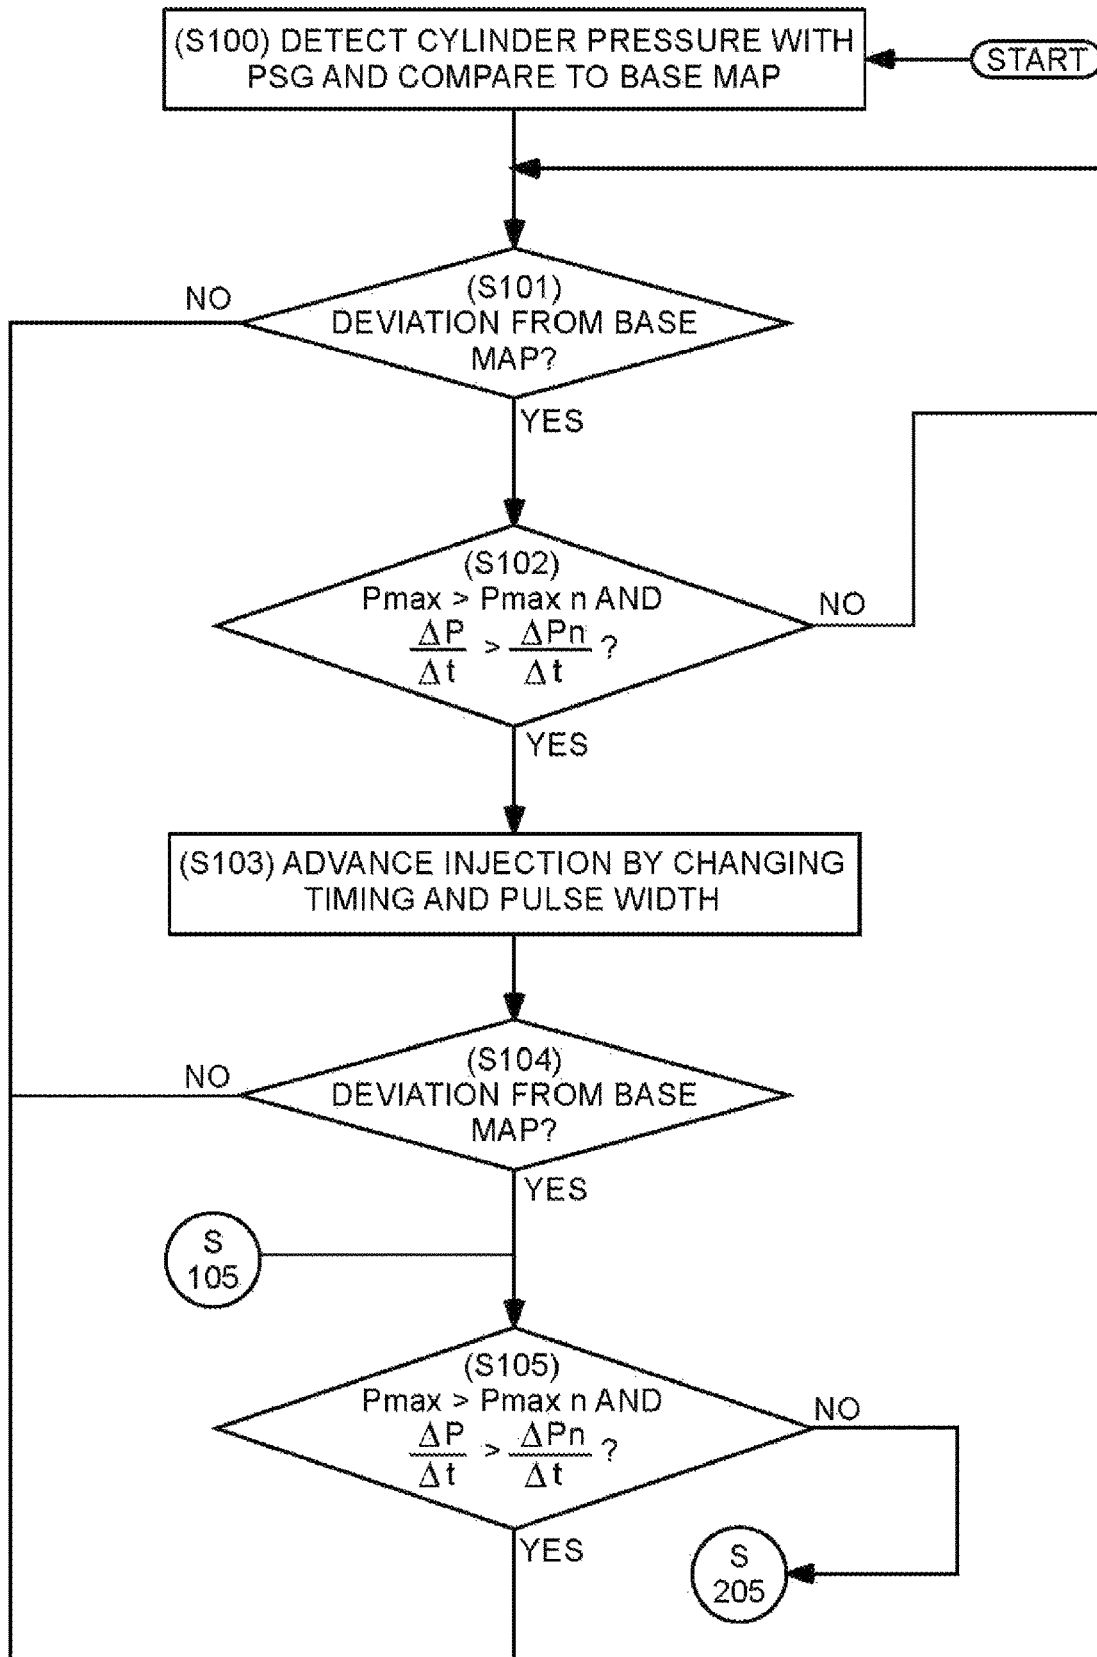 (S100) DETECT CYLINDER PRESSURE WITH
PSG AND COMPARE TO BASE MAP
START
(S101)
DEVIATION FROM BASE
MAP?
NO
YES
(S102)
Pmax > Pmax n AND
ΔP/Δt > ΔPn/Δt ?
NO
YES
(S103) ADVANCE INJECTION BY CHANGING
TIMING AND PULSE WIDTH
(S104)
DEVIATION FROM BASE
MAP?
NO
YES
S
105
(S105)
Pmax > Pmax n AND
ΔP/Δt > ΔPn/Δt ?
NO
YES
S
205